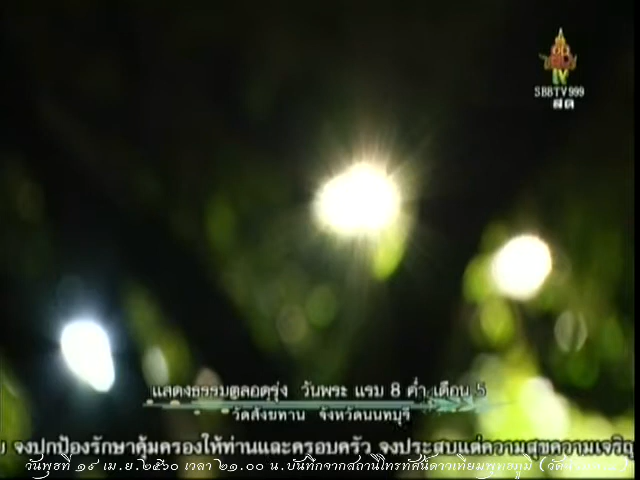 SBBTV999
สด
แสดงธรรมตลอดรุ่ง วันพระ แรม 8 ค่ำ เดือน 5
วัดสังฆทาน จังหวัดนนทบุรี
จงปกป้องรักษาคุ้มครองให้ท่านและครอบครัว จงประสบแด่ความสุขความเจริญ
วันพุธที่ ๑๙ เม.ย.๒๕๖๐ เวลา ๒๑.๐๐ น.บันทึกจากสถานีโทรทัศน์ดาวเทียมพุทธภูมิ